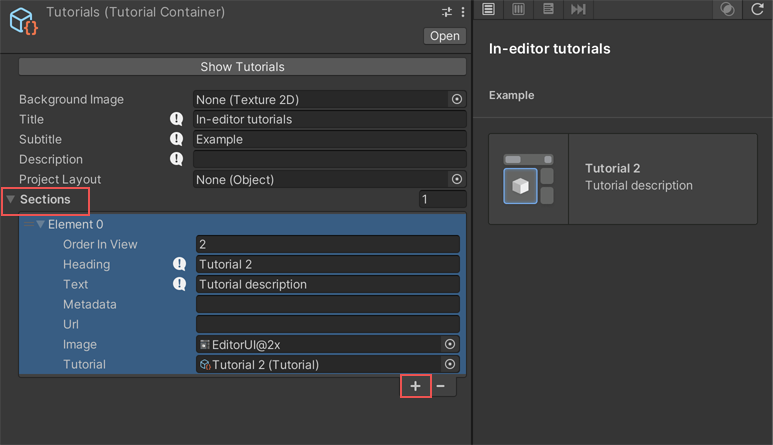 Tutorials (Tutorial Container)
Open
Show Tutorials
Background Image None (Texture 2D)
Title In-editor tutorials
Subtitle Example
Description
Project Layout None (Object)
Sections 1
Element 0
Order In View 2
Heading Tutorial 2
Text Tutorial description
Metadata
Url
Image EditorUI@2x
Tutorial Tutorial 2 (Tutorial)
+ −
In-editor tutorials
Example
Tutorial 2
Tutorial description